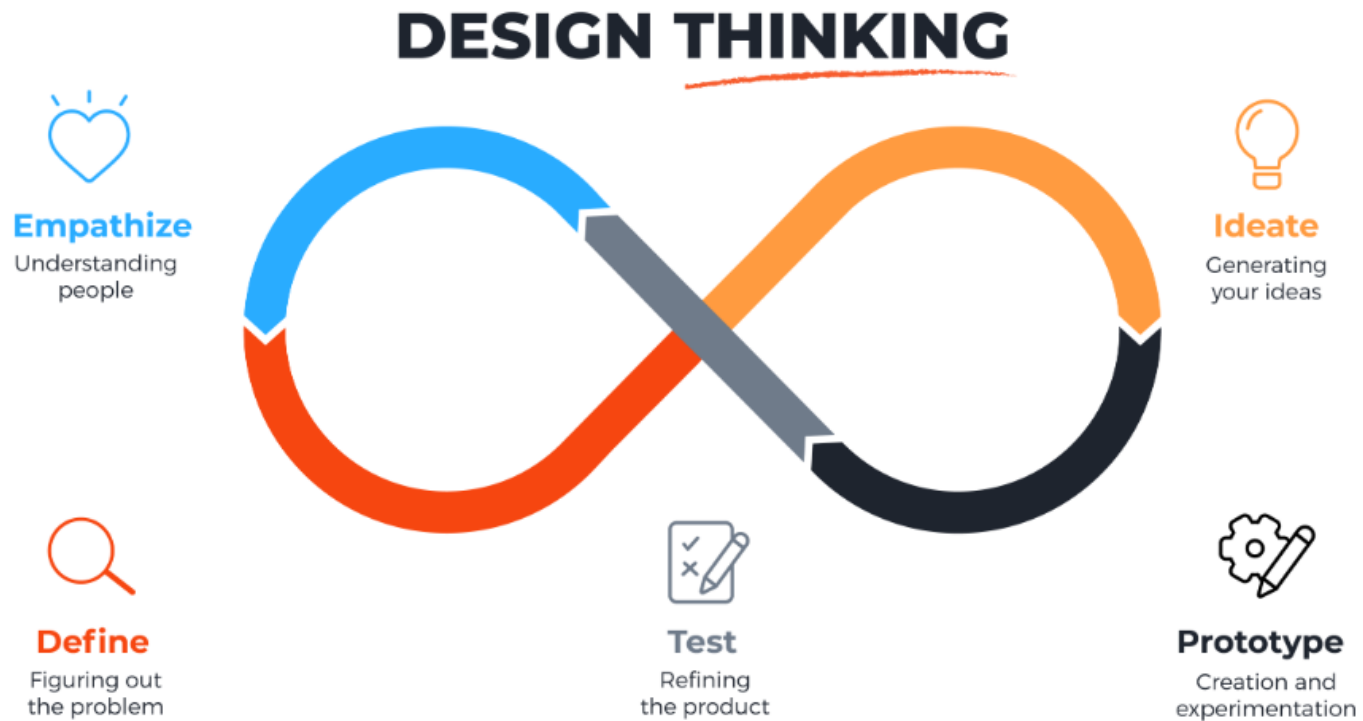 DESIGN THINKING
Empathize
Understanding
people
Ideate
Generating
your ideas
Define
Figuring out
the problem
Test
Refining
the product
Prototype
Creation and
experimentation